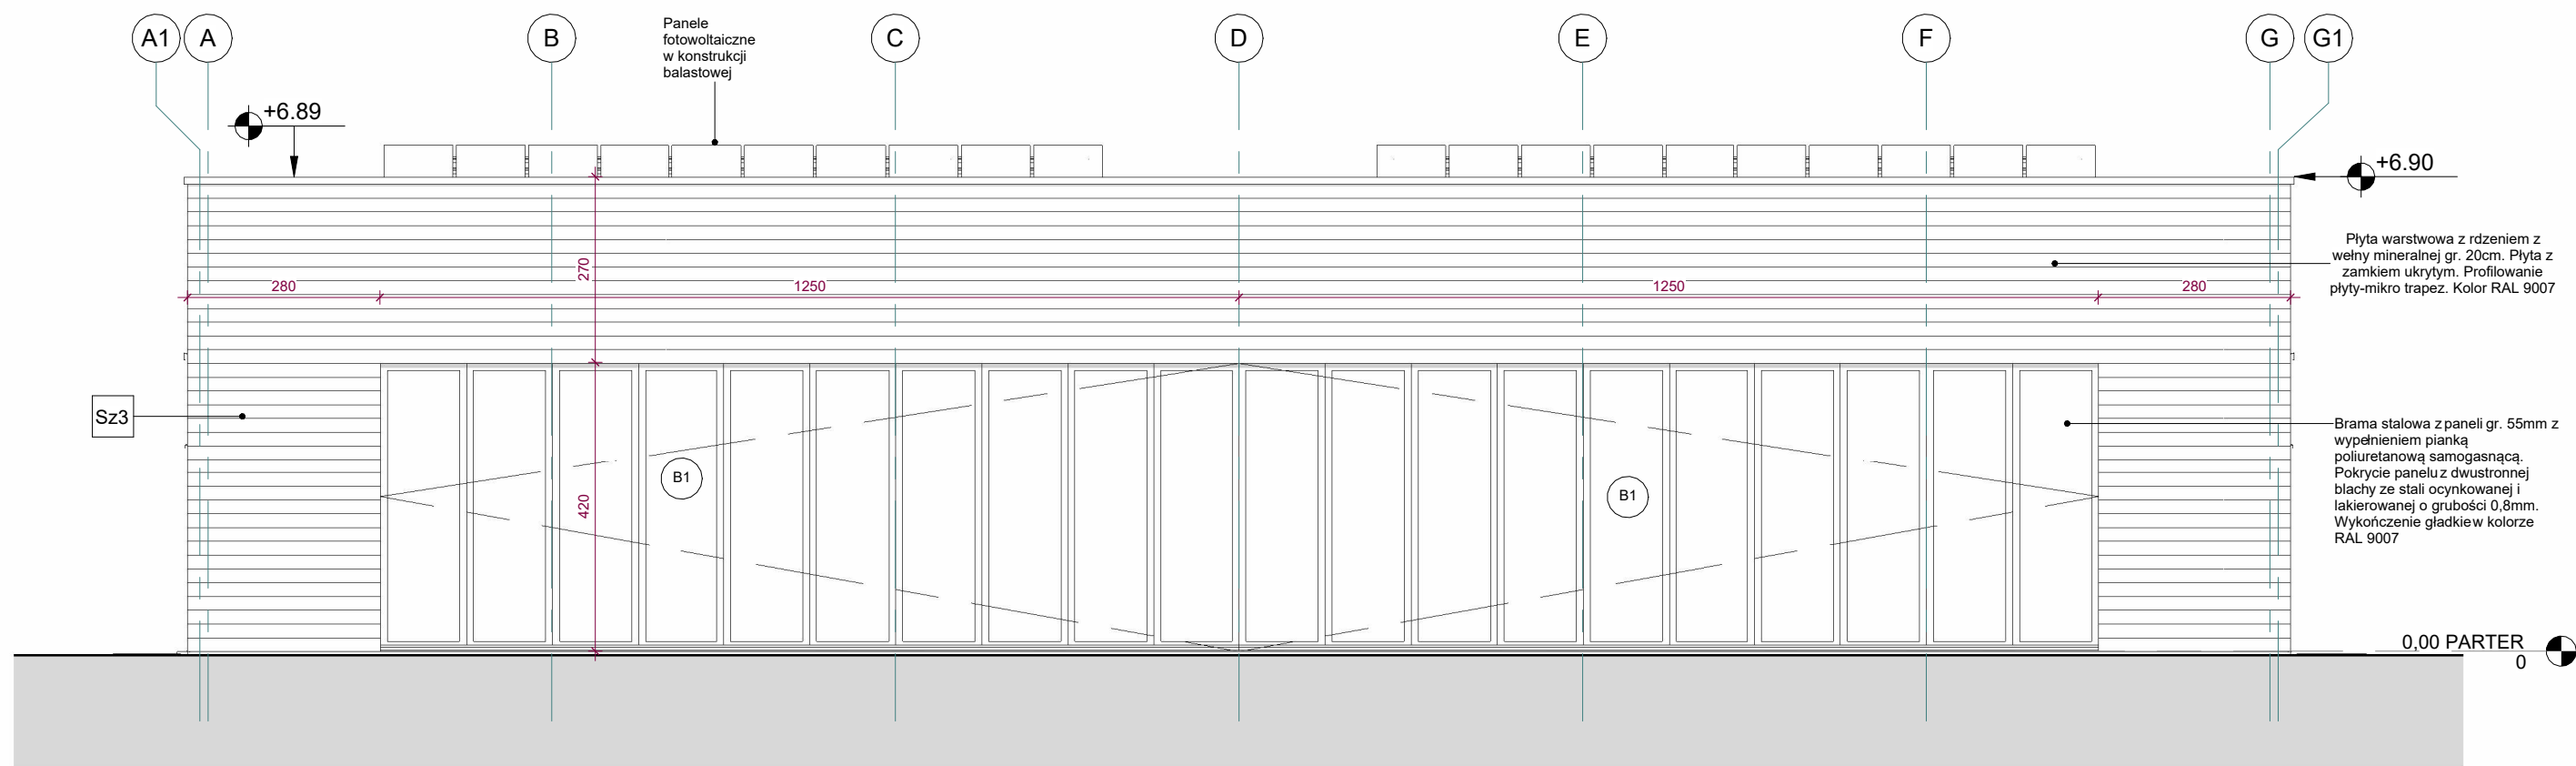 A1 A B C D E F G G1
Panele
fotowoltaiczne
w konstrukcji
balastowej
+6.89
+6.90
Płyta warstwowa z rdzeniem z
wełny mineralnej gr. 20cm. Płyta z
zamkiem ukrytym. Profilowanie
płyty-mikro trapez. Kolor RAL 9007
270
280 1250 1250 280
Sz3
Brama stalowa z paneli gr. 55mm z
wypełnieniem pianką
poliuretanową samogasnącą.
Pokrycie panelu z dwustronnej
blachy ze stali ocynkowanej i
lakierowanej o grubości 0,8mm.
Wykończenie gładkie w kolorze
RAL 9007
B1 B1
420
0,00 PARTER
0